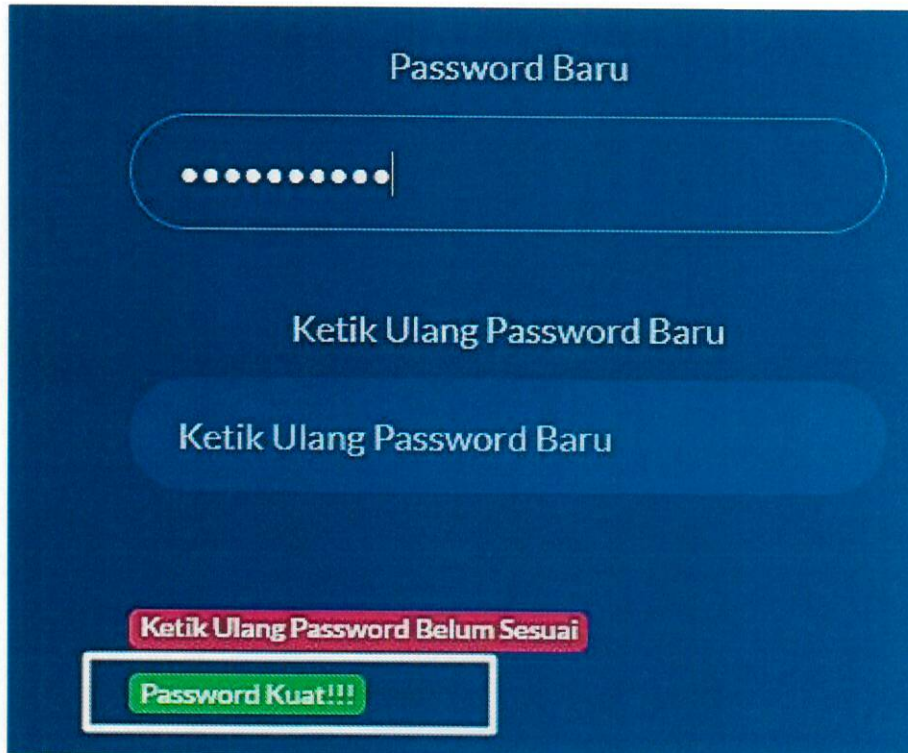 Password Baru
••••••••••
Ketik Ulang Password Baru
Ketik Ulang Password Baru
Ketik Ulang Password Belum Sesuai
Password Kuat!!!